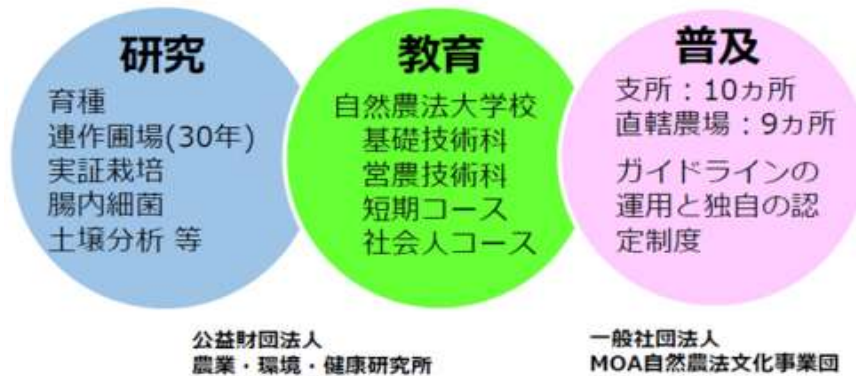 研究
育種
連作圃場(30年)
実証栽培
腸内細菌
土壌分析 等
教育
自然農法大学校
基礎技術科
営農技術科
短期コース
社会人コース
普及
支所：10ヵ所
直轄農場：9ヵ所
ガイドラインの
運用と独自の認
定制度
公益財団法人
農業・環境・健康研究所
一般社団法人
MOA自然農法文化事業団